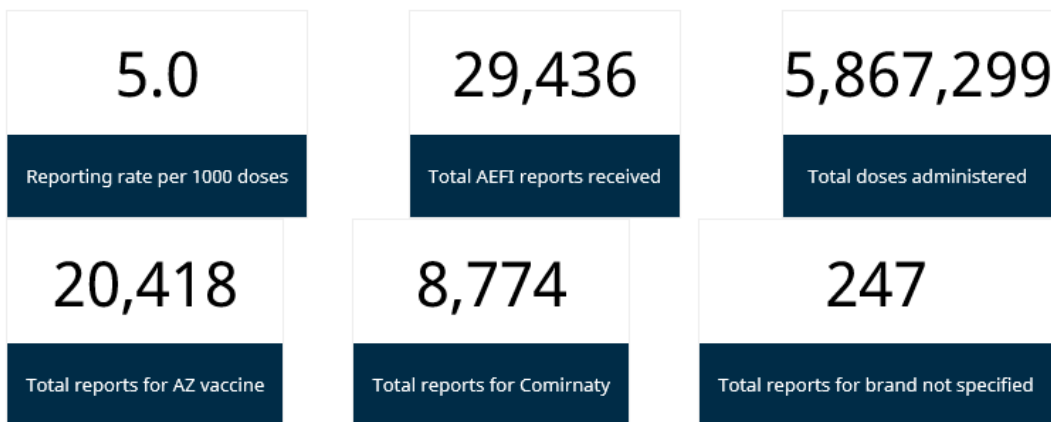 5.0
29,436
5,867,299
Reporting rate per 1000 doses
Total AEFI reports received
Total doses administered
20,418
8,774
247
Total reports for AZ vaccine
Total reports for Comirnaty
Total reports for brand not specified